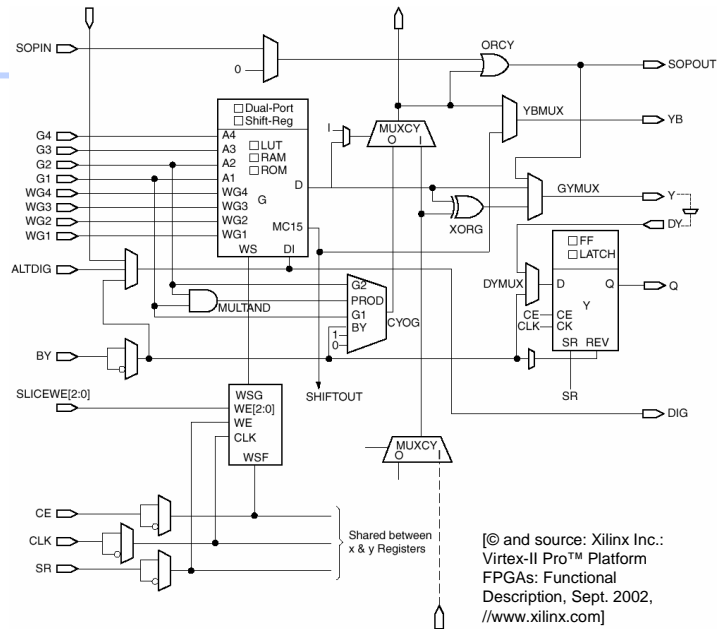 SOPIN
0
ORCY
SOPOUT
Dual-Port
Shift-Reg
LUT
RAM
ROM
G
A4
A3
A2
A1
WG4
WG3
WG2
WG1
D
MC15
WS
DI
G4
G3
G2
G1
WG4
WG3
WG2
WG1
I
MUXCY
O I
YBMUX
YB
GYMUX
Y
DY
XORG
ALTDIG
MULTAND
G2
PROD
G1
BY
1
0
CYOG
DYMUX
FF
LATCH
D
Q
Y
CE
CK
SR REV
CE
CLK
SR
Q
BY
SLICEWE[2:0]
WSG
WE[2:0]
WE
CLK
WSF
SHIFTOUT
DIG
MUXCY
O I
CE
CLK
SR
Shared between
x & y Registers
[© and source: Xilinx Inc.:
Virtex-II Pro™ Platform
FPGAs: Functional
Description, Sept. 2002,
//www.xilinx.com]